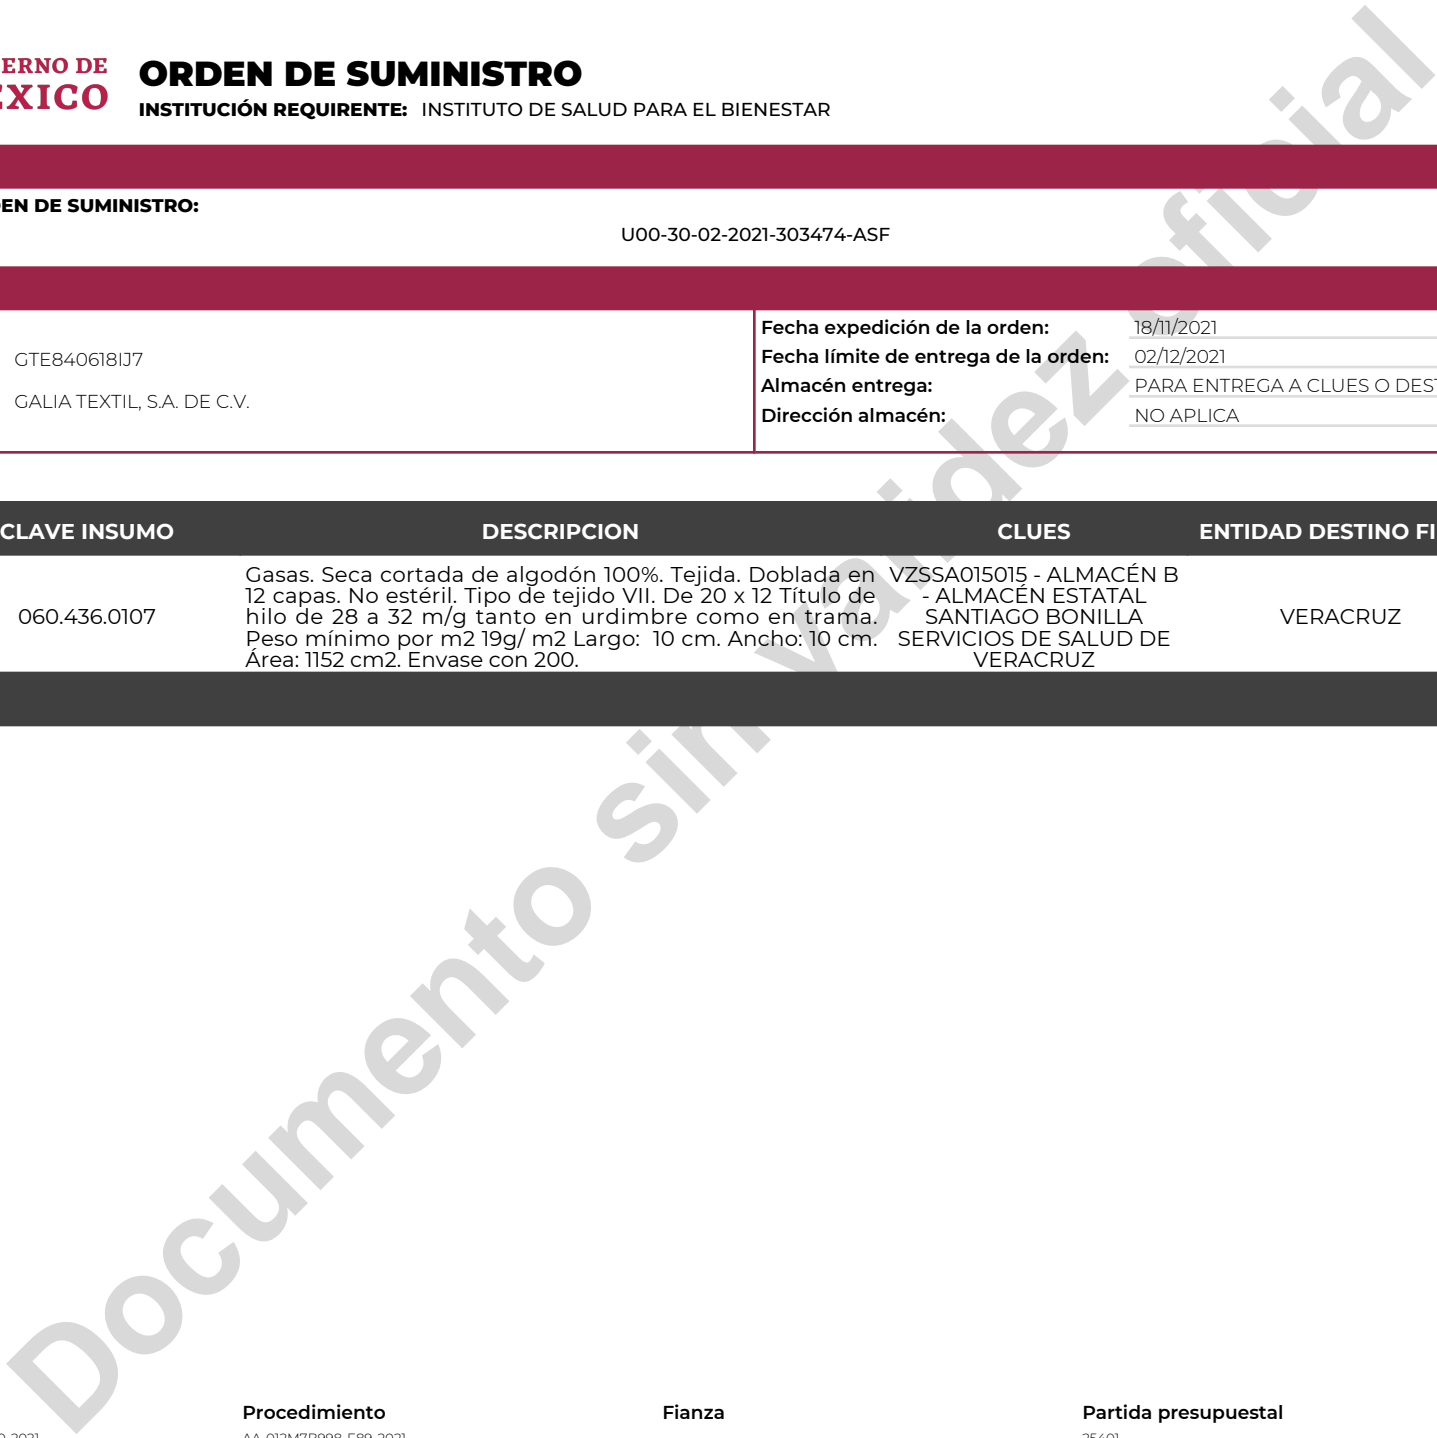 ERNO DE
ÉXICO
ORDEN DE SUMINISTRO
INSTITUCIÓN REQUIRENTE: INSTITUTO DE SALUD PARA EL BIENESTAR
EN DE SUMINISTRO:
U00-30-02-2021-303474-ASF
GTE840618IJ7
GALIA TEXTIL, S.A. DE C.V.
Fecha expedición de la orden: 18/11/2021
Fecha límite de entrega de la orden: 02/12/2021
Almacén entrega: PARA ENTREGA A CLUES O DEST
Dirección almacén: NO APLICA
CLAVE INSUMO DESCRIPCION CLUES ENTIDAD DESTINO FI
060.436.0107
Gasas. Seca cortada de algodón 100%. Tejida. Doblada en
12 capas. No estéril. Tipo de tejido VII. De 20 x 12 Título de
hilo de 28 a 32 m/g tanto en urdimbre como en trama.
Peso mínimo por m2 19g/ m2 Largo: 10 cm. Ancho: 10 cm.
Área: 1152 cm2. Envase con 200.
VZSSA015015 - ALMACÉN B
- ALMACÉN ESTATAL
SANTIAGO BONILLA
SERVICIOS DE SALUD DE
VERACRUZ
VERACRUZ
Documento sin validez oficial
Procedimiento Fianza Partida presupuestal